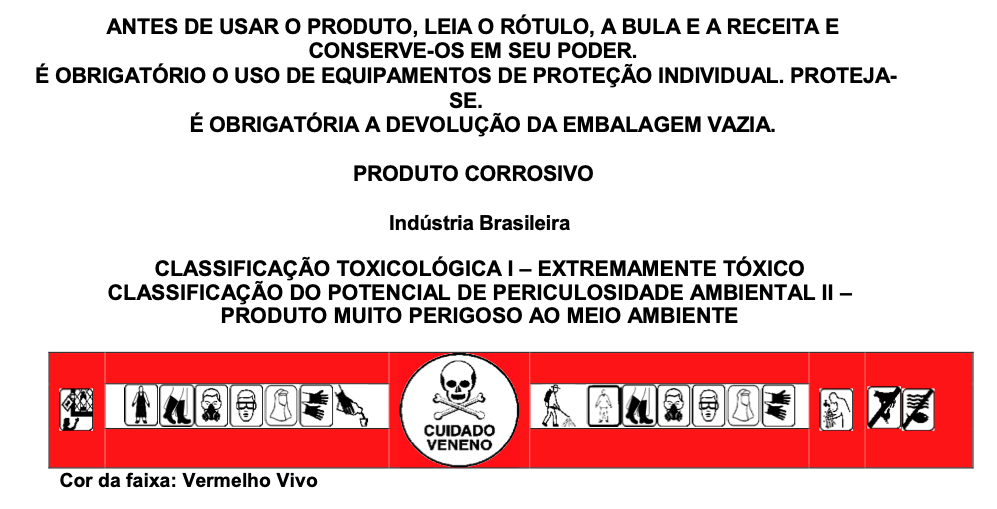 ANTES DE USAR O PRODUTO, LEIA O RÓTULO, A BULA E A RECEITA E
CONSERVE-OS EM SEU PODER.
É OBRIGATÓRIO O USO DE EQUIPAMENTOS DE PROTEÇÃO INDIVIDUAL. PROTEJA-
SE.
É OBRIGATÓRIA A DEVOLUÇÃO DA EMBALAGEM VAZIA.
PRODUTO CORROSIVO
Indústria Brasileira
CLASSIFICAÇÃO TOXICOLÓGICA I – EXTREMAMENTE TÓXICO
CLASSIFICAÇÃO DO POTENCIAL DE PERICULOSIDADE AMBIENTAL II –
PRODUTO MUITO PERIGOSO AO MEIO AMBIENTE
CUIDADO
VENENO
Cor da faixa: Vermelho Vivo